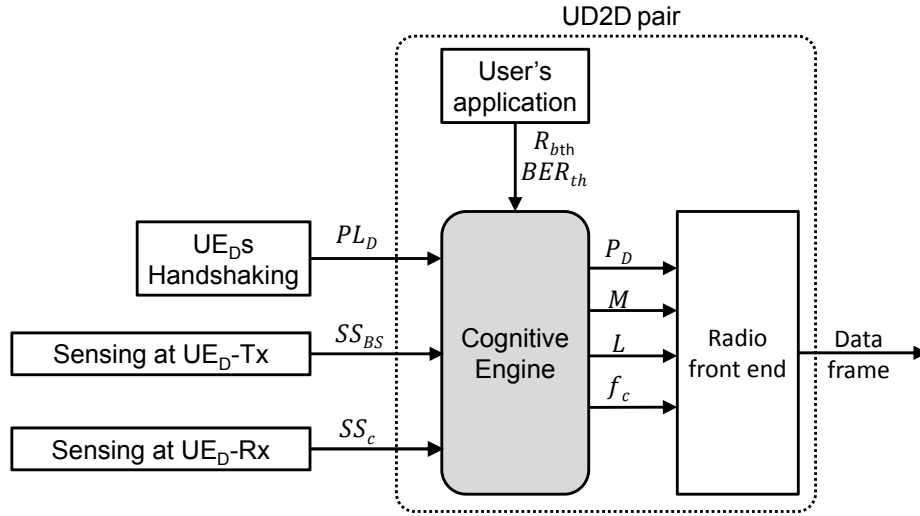 UD2D pair
User's
application
R_bth
BER_th
UE_Ds
Handshaking
PL_D
Sensing at UE_D-Tx
SS_BS
Sensing at UE_D-Rx
SS_c
Cognitive
Engine
P_D
M
L
f_c
Radio
front end
Data
frame